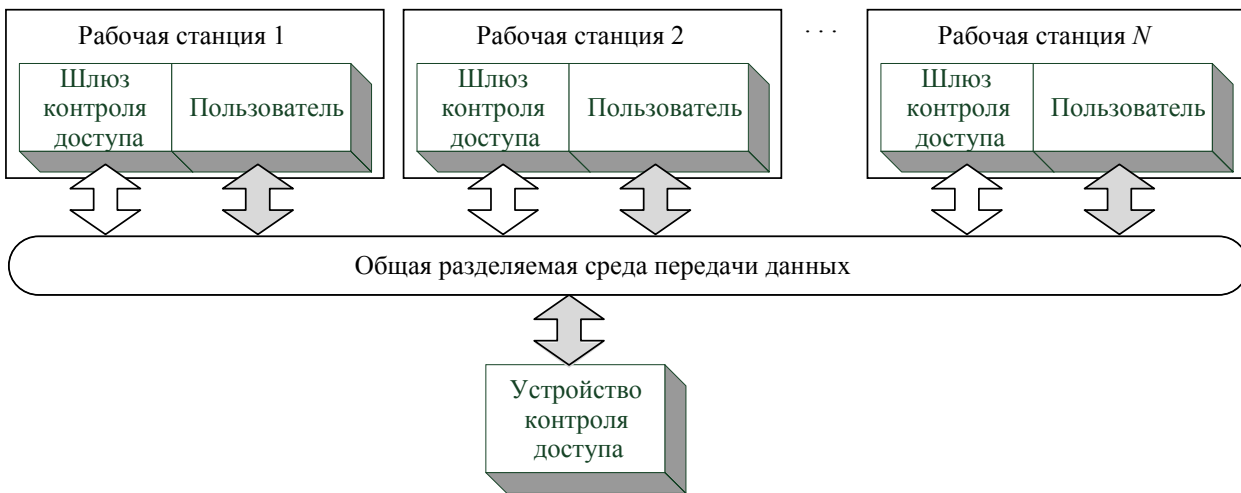 Рабочая станция 1
Шлюз
контроля
доступа
Пользователь
Рабочая станция 2
Шлюз
контроля
доступа
Пользователь
. . .
Рабочая станция N
Шлюз
контроля
доступа
Пользователь
Общая разделяемая среда передачи данных
Устройство
контроля
доступа